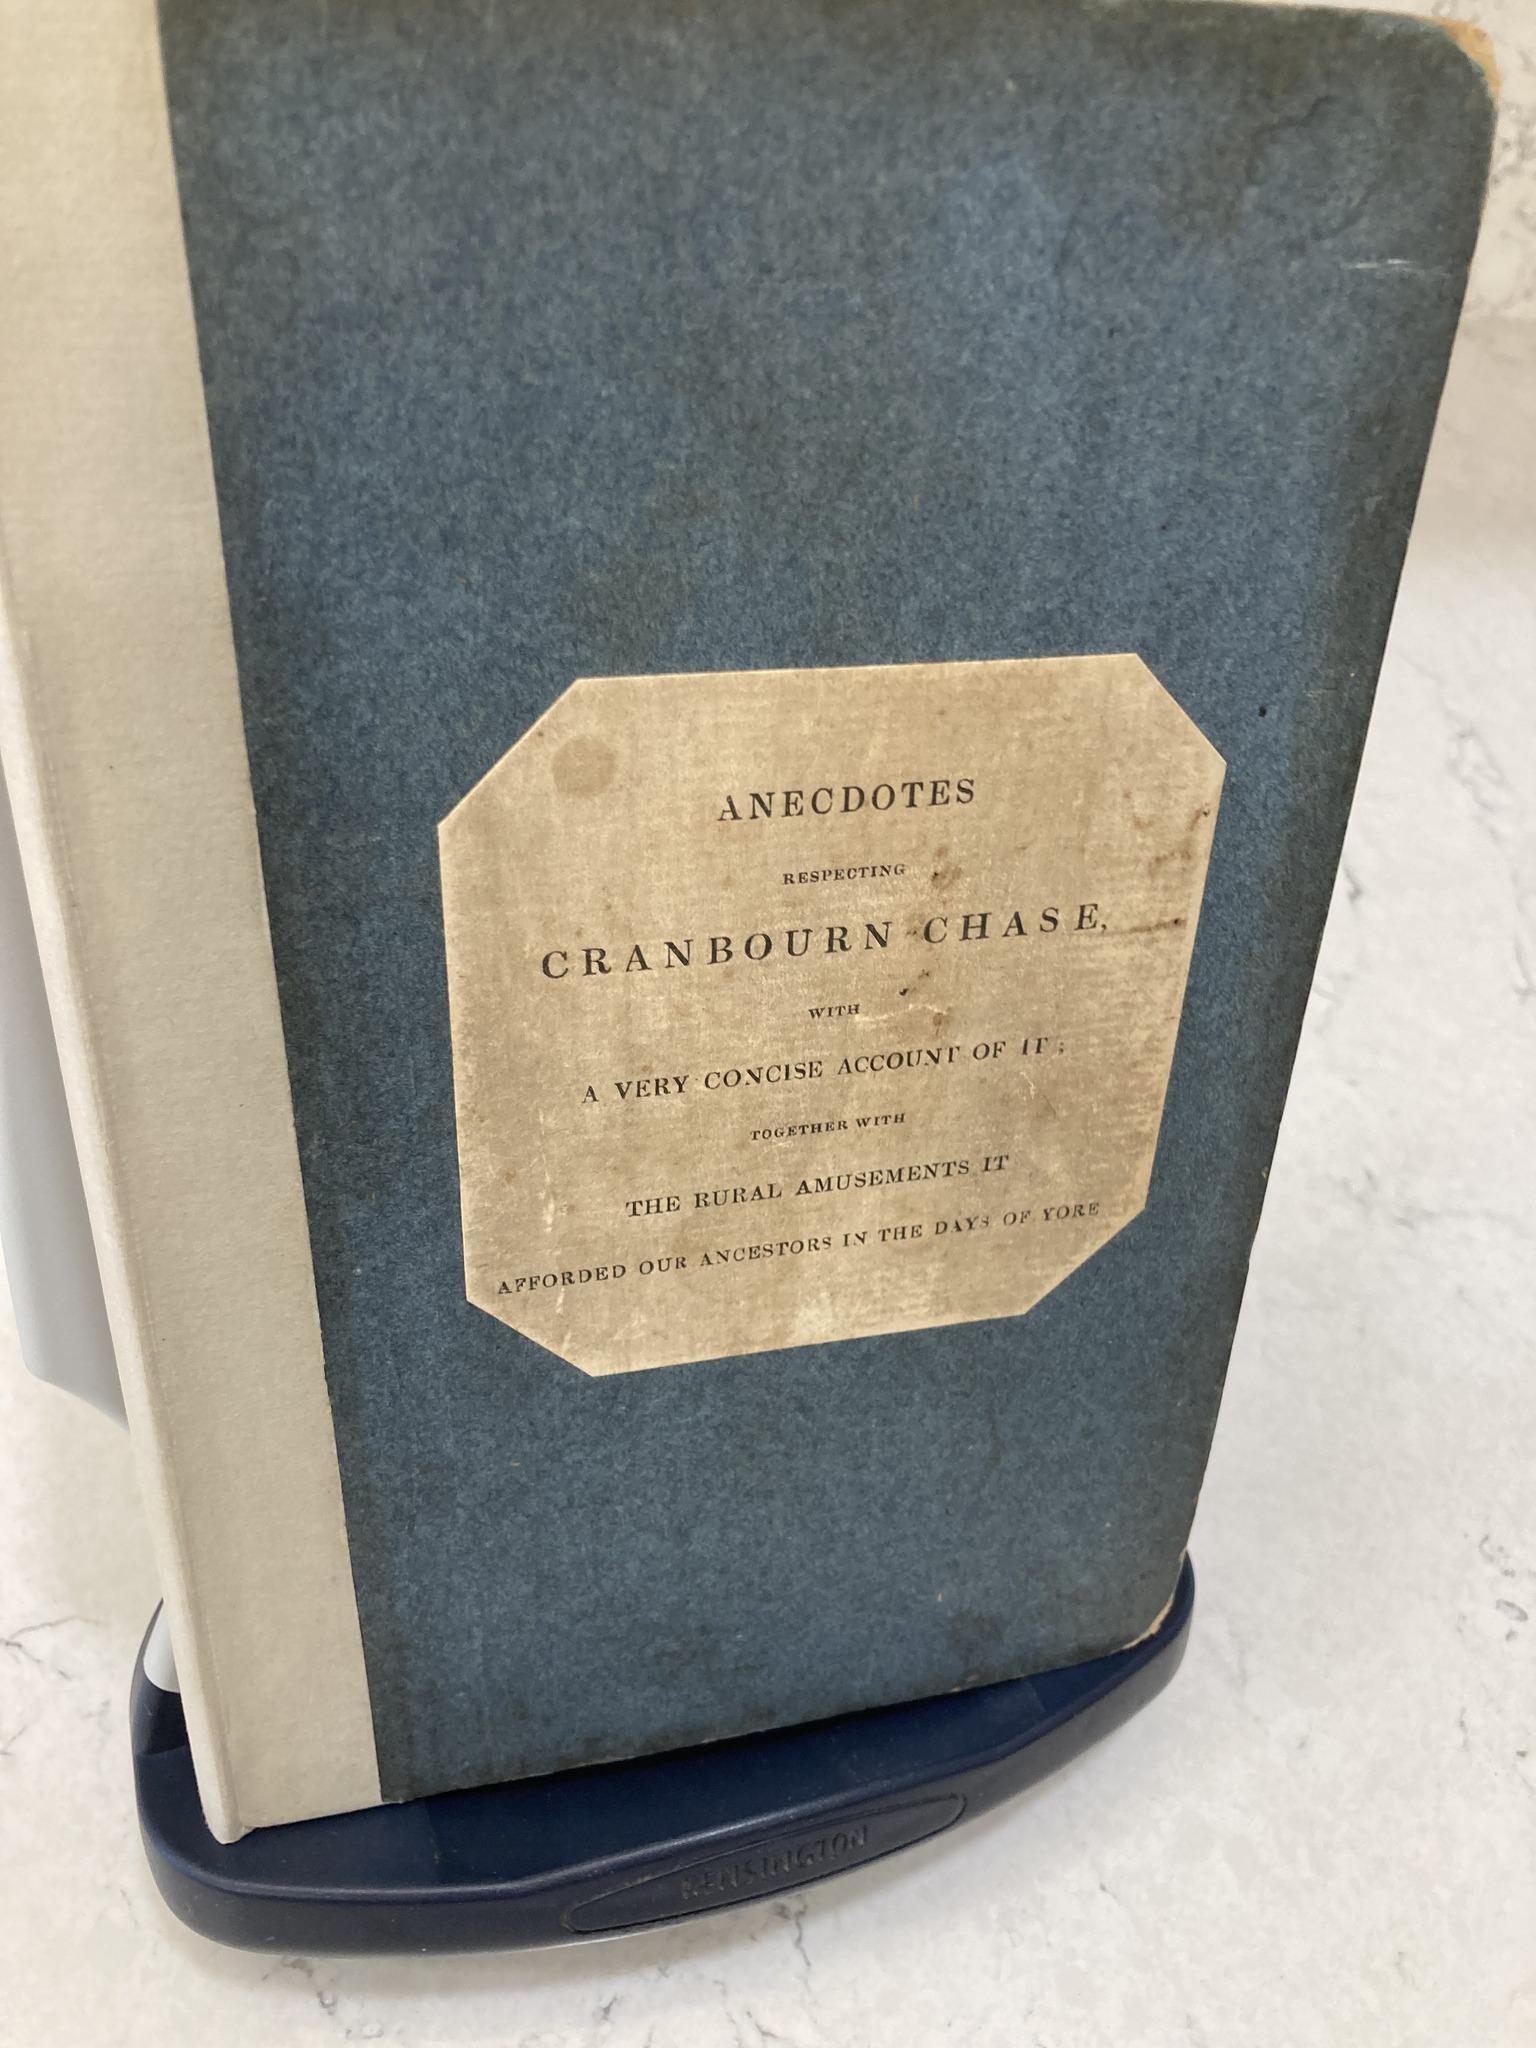 ANECDOTES
RESPECTING
CRANBOURN CHASE,
WITH
A VERY CONCISE ACCOUNT OF IT;
TOGETHER WITH
THE RURAL AMUSEMENTS IT
AFFORDED OUR ANCESTORS IN THE DAYS OF YORE
KENSINGTON